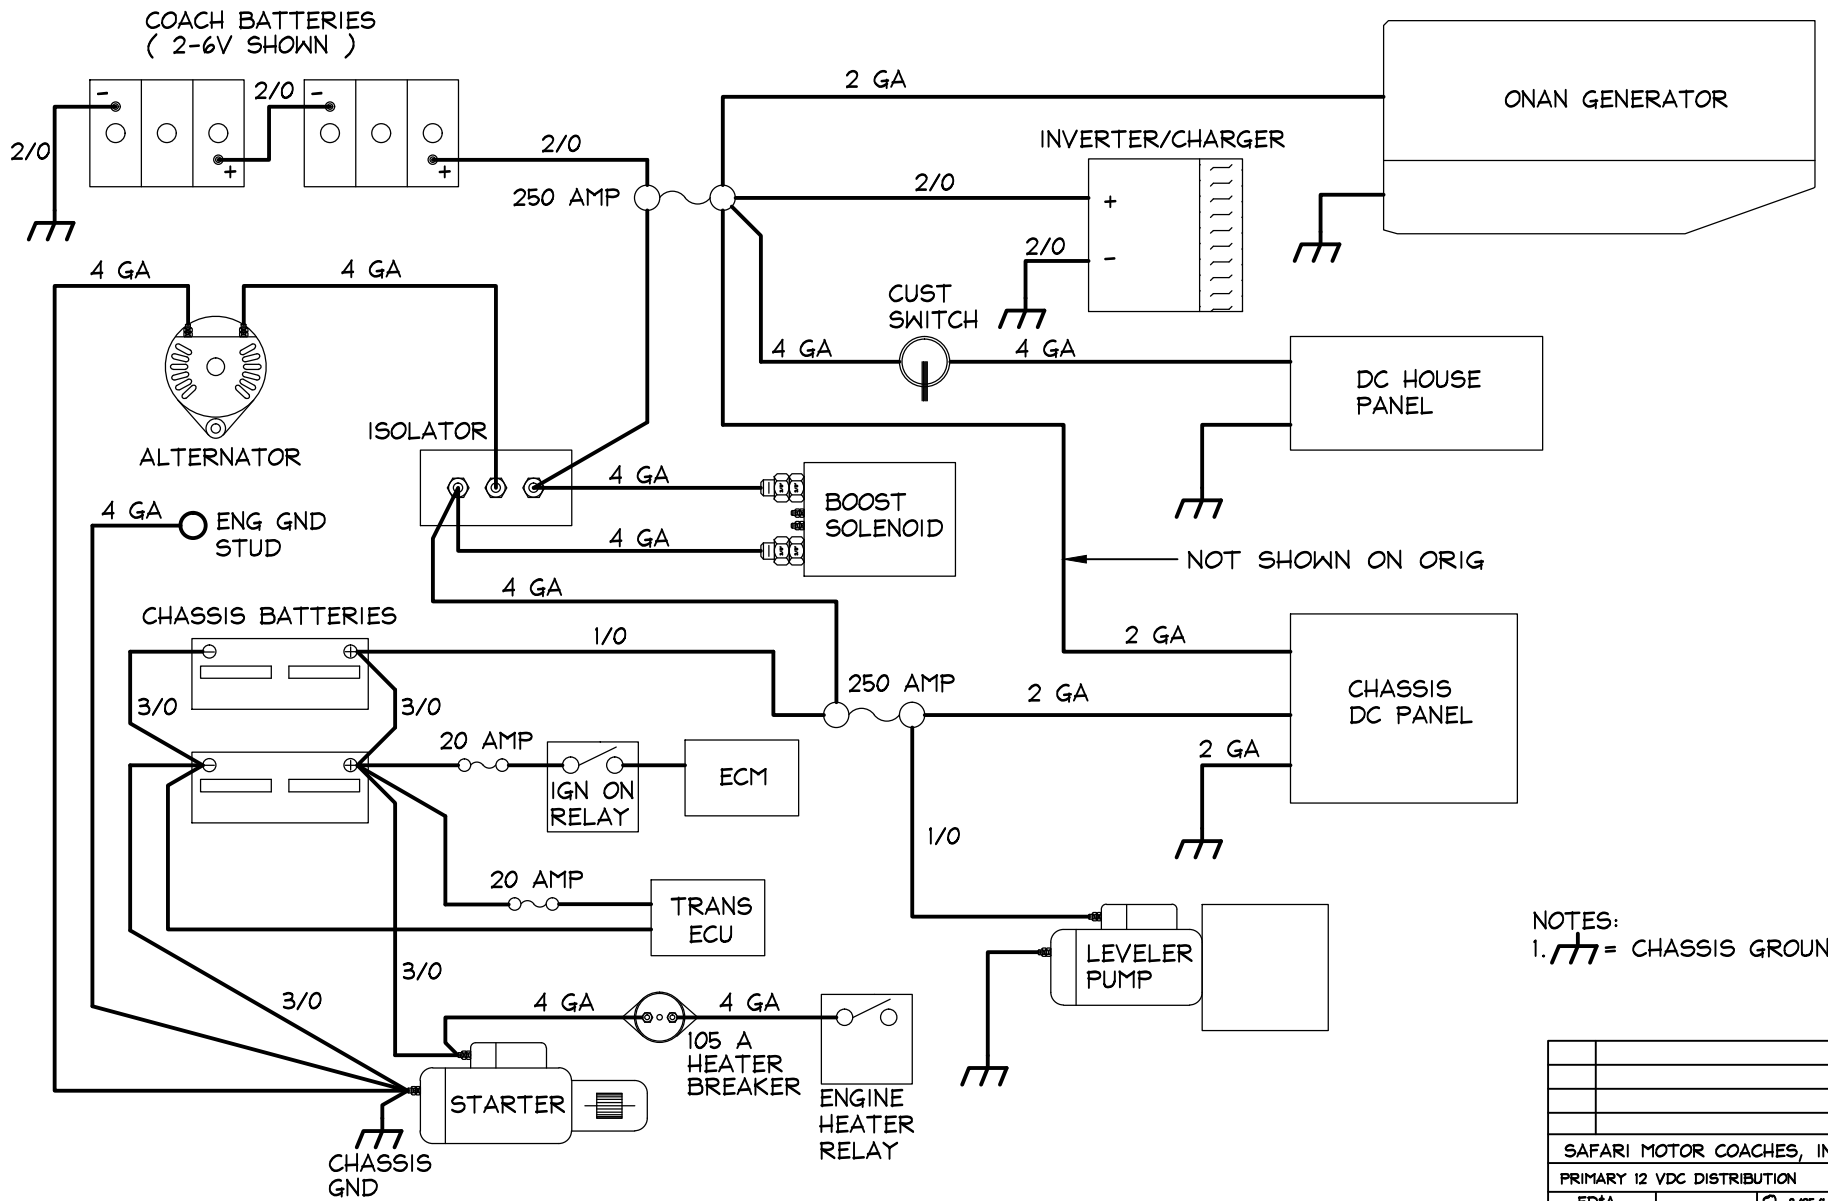 COACH BATTERIES
( 2-6V SHOWN )
2 GA
ONAN GENERATOR
-
2/0
-
2/0
+
2/0
+
INVERTER/CHARGER
250 AMP
2/0
+
2/0
-
4 GA
4 GA
CUST
SWITCH
4 GA
4 GA
DC HOUSE
PANEL
ALTERNATOR
ISOLATOR
4 GA
BOOST
SOLENOID
4 GA
4 GA
ENG GND
STUD
NOT SHOWN ON ORIG
4 GA
CHASSIS BATTERIES
1/0
2 GA
3/0
3/0
250 AMP
2 GA
CHASSIS
DC PANEL
2 GA
20 AMP
IGN ON
RELAY
ECM
1/0
20 AMP
TRANS
ECU
3/0
3/0
LEVELER
PUMP
NOTES:
1. = CHASSIS GROUN
4 GA
4 GA
105 A
HEATER
BREAKER
ENGINE
HEATER
RELAY
STARTER
CHASSIS
GND
SAFARI MOTOR COACHES, IN
PRIMARY 12 VDC DISTRIBUTION